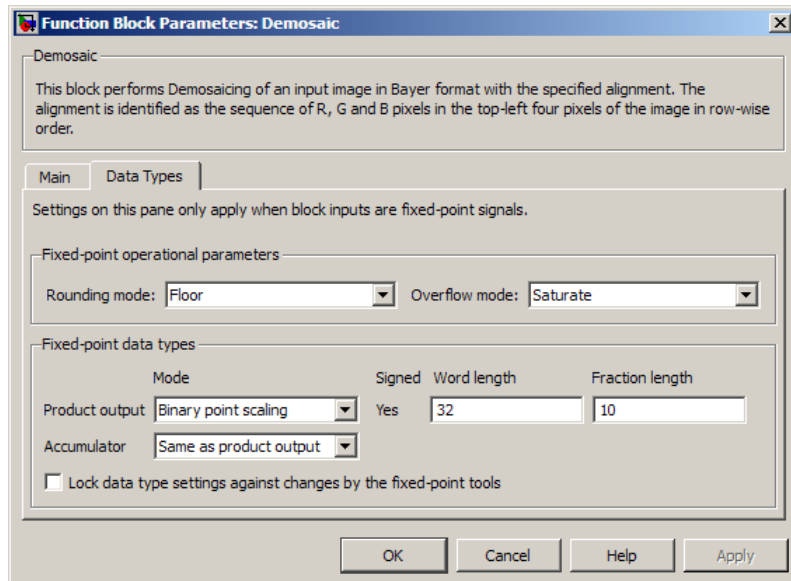 Function Block Parameters: Demosaic
Demosaic
This block performs Demosaicing of an input image in Bayer format with the specified alignment. The
alignment is identified as the sequence of R, G and B pixels in the top-left four pixels of the image in row-wise
order.
Main Data Types
Settings on this pane only apply when block inputs are fixed-point signals.
Fixed-point operational parameters
Rounding mode: Floor Overflow mode: Saturate
Fixed-point data types
Mode Signed Word length Fraction length
Product output Binary point scaling Yes 32 10
Accumulator Same as product output
Lock data type settings against changes by the fixed-point tools
OK Cancel Help Apply